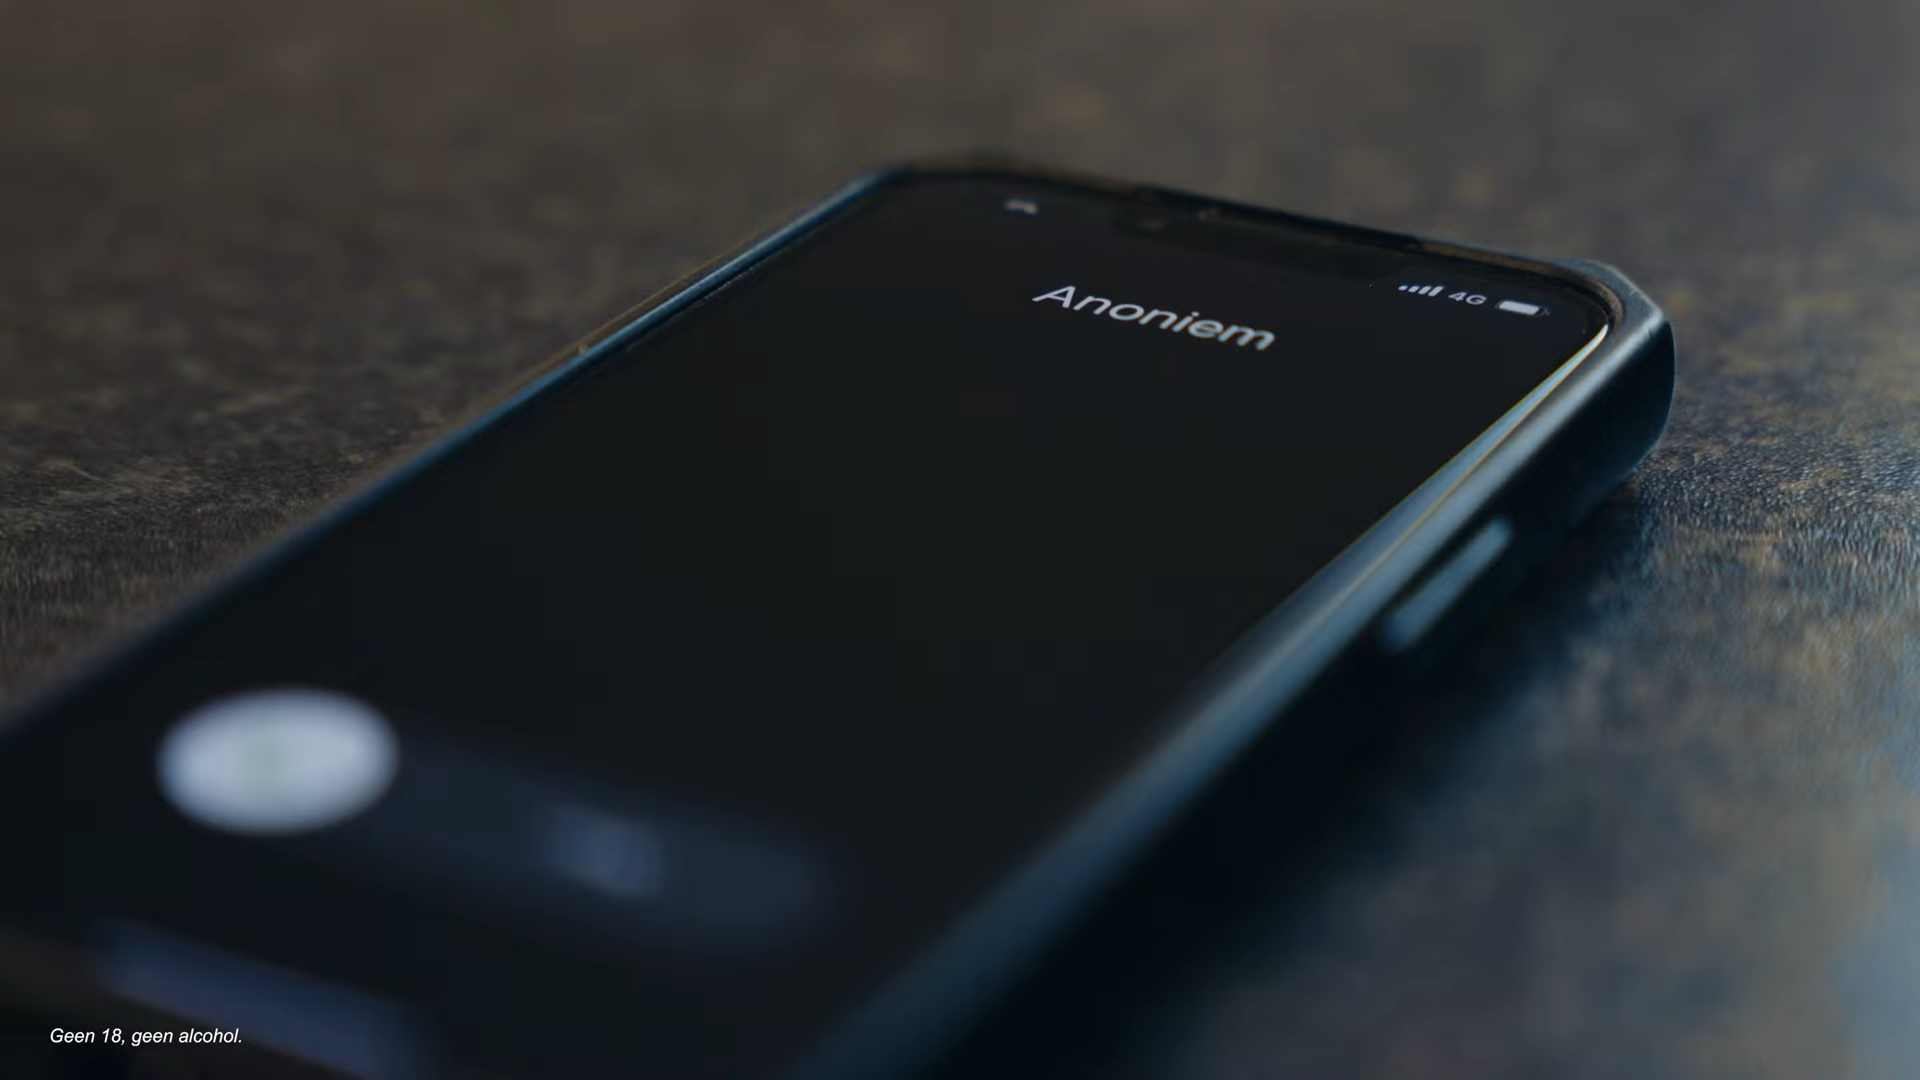 Anoniem
4G
Geen 18, geen alcohol.